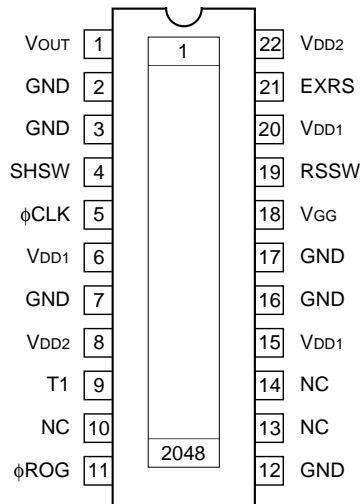 VOUT 1 1 22 VDD2
GND 2 21 EXRS
GND 3 20 VDD1
SHSW 4 19 RSSW
ϕCLK 5 18 VGG
VDD1 6 17 GND
GND 7 16 GND
VDD2 8 15 VDD1
T1 9 14 NC
NC 10 13 NC
ϕROG 11 2048 12 GND